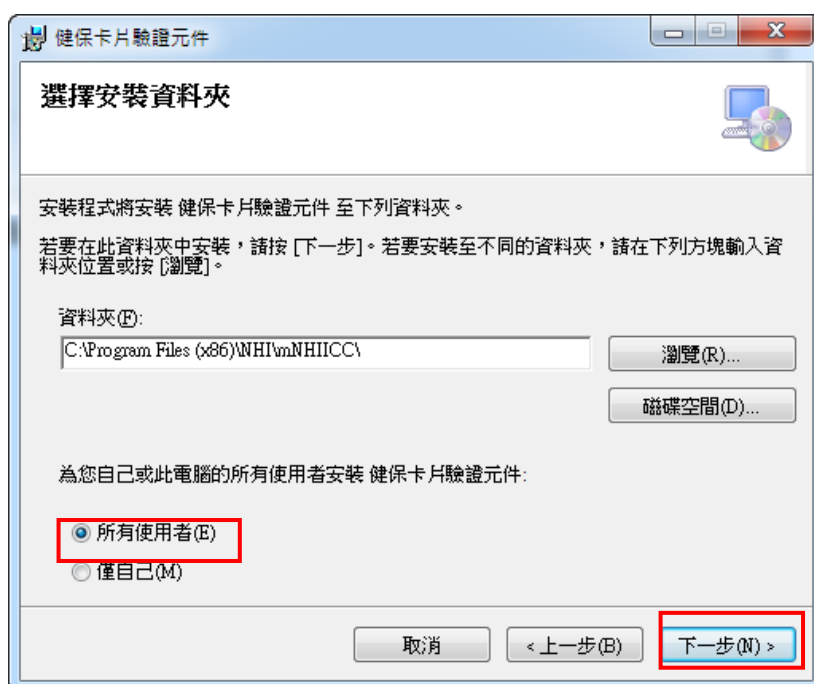 健保卡片驗證元件
選擇安裝資料夾
安裝程式將安裝 健保卡片驗證元件 至下列資料夾。
若要在此資料夾中安裝，請按 [下一步]。若要安裝至不同的資料夾，請在下列方塊輸入資
料夾位置或按 [瀏覽]。
資料夾(F):
C:\Program Files (x86)\NHI\mNHIICC\
瀏覽(R)...
磁碟空間(D)...
為您自己或此電腦的所有使用者安裝 健保卡片驗證元件:
所有使用者(E)
僅自己(M)
取消
<上一步(B)
下一步(N) >